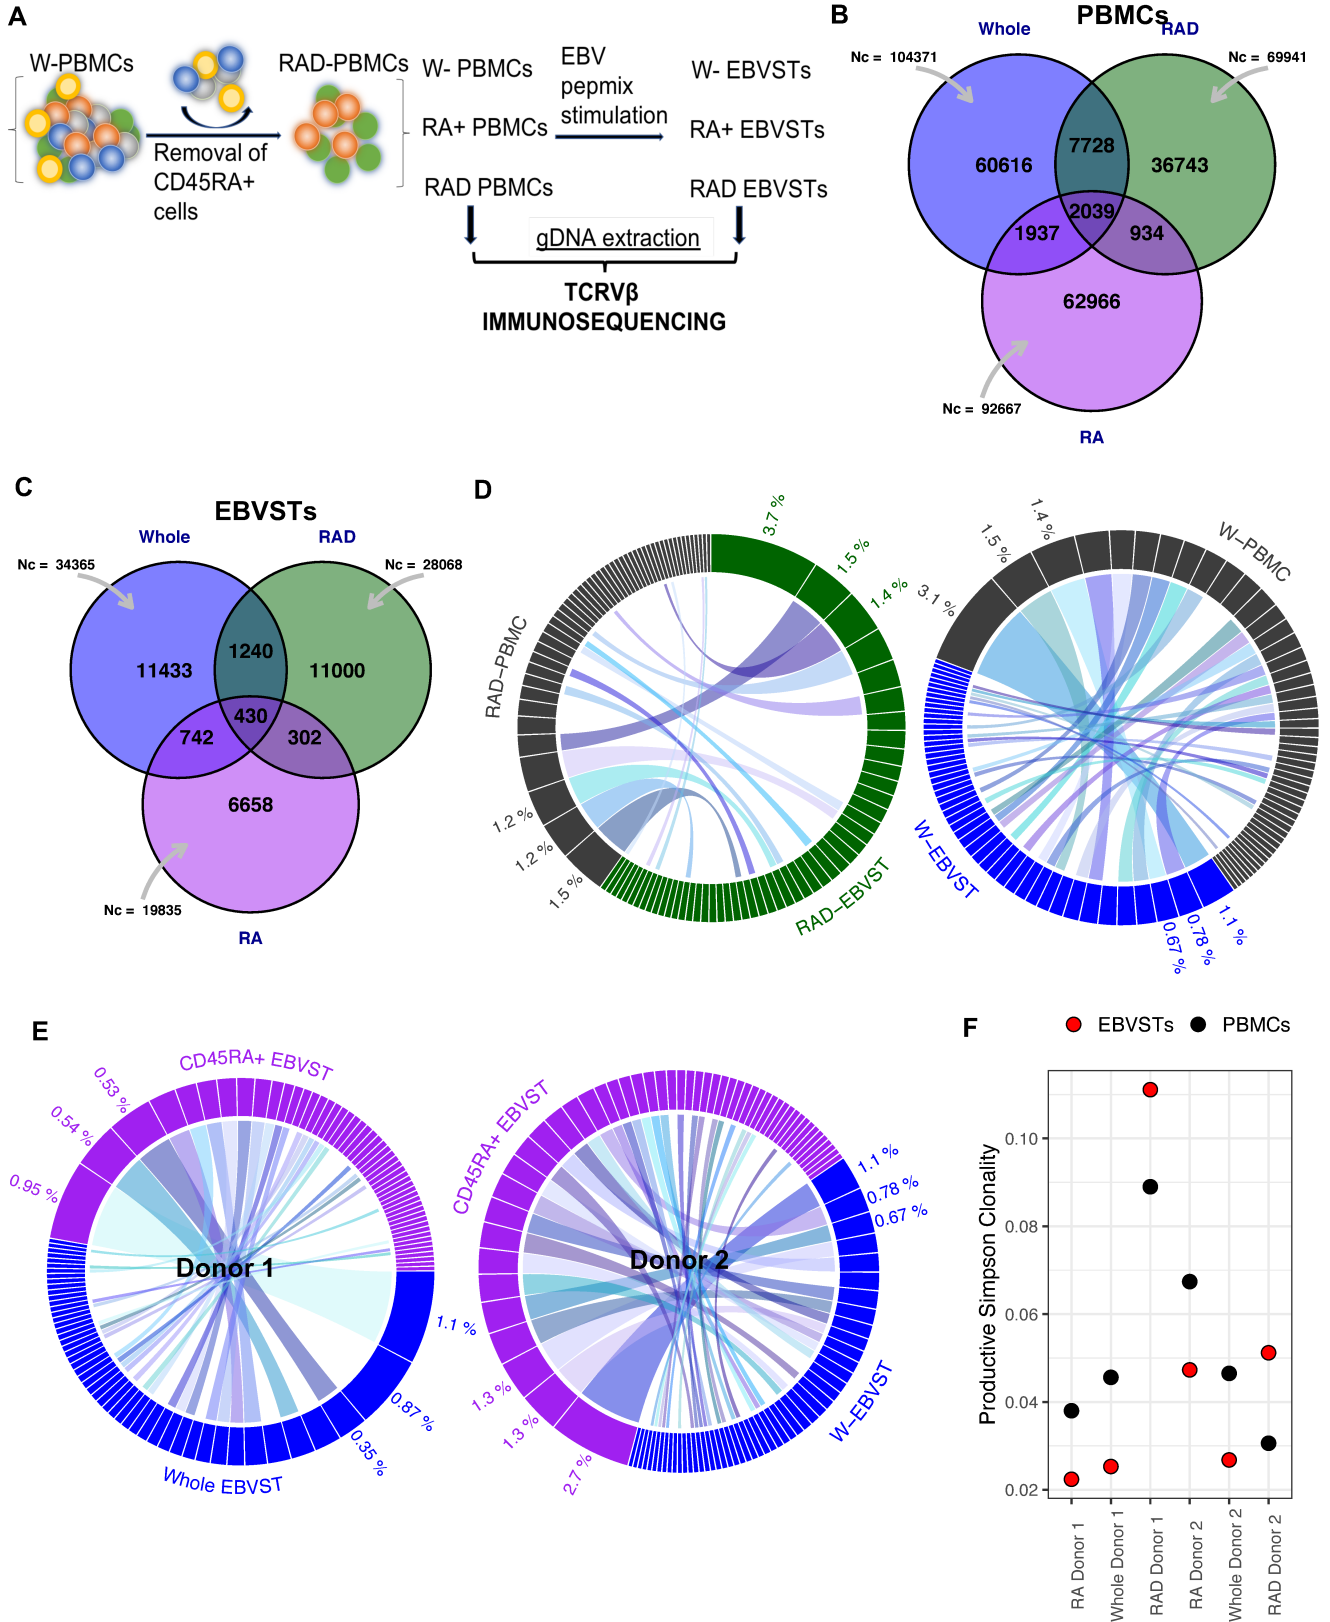 A
W-PBMCs
RAD-PBMCs
Removal of
CD45RA+
cells
W- PBMCs
RA+ PBMCs
RAD PBMCs
EBV
pepmix
stimulation
W- EBVSTs
RA+ EBVSTs
RAD EBVSTs
gDNA extraction
TCRVβ
IMMUNOSEQUENCING
B
PBMCs
Whole
RAD
Nc = 104371
Nc = 69941
7728
60616
36743
2039
1937
934
62966
Nc = 92667
RA
C
EBVSTs
Whole
RAD
Nc = 34365
Nc = 28068
1240
11433
11000
430
742
302
6658
Nc = 19835
RA
D
RAD–PBMC
3.7 %
1.5 %
1.4 %
1.2 %
1.2 %
1.5 %
RAD–EBVST
W–PBMC
1.4 %
1.5 %
3.1 %
W–EBVST
0.67 %
0.78 %
1.1 %
E
CD45RA+ EBVST
0.53 %
0.54 %
0.95 %
Donor 1
1.1 %
0.87 %
0.35 %
Whole EBVST
CD45RA+ EBVST
1.1 %
0.78 %
0.67 %
Donor 2
1.3 %
1.3 %
2.7 %
W–EBVST
F
EBVSTs
PBMCs
Productive Simpson Clonality
0.10
0.08
0.06
0.04
0.02
RA Donor 1
Whole Donor 1
RAD Donor 1
RA Donor 2
Whole Donor 2
RAD Donor 2